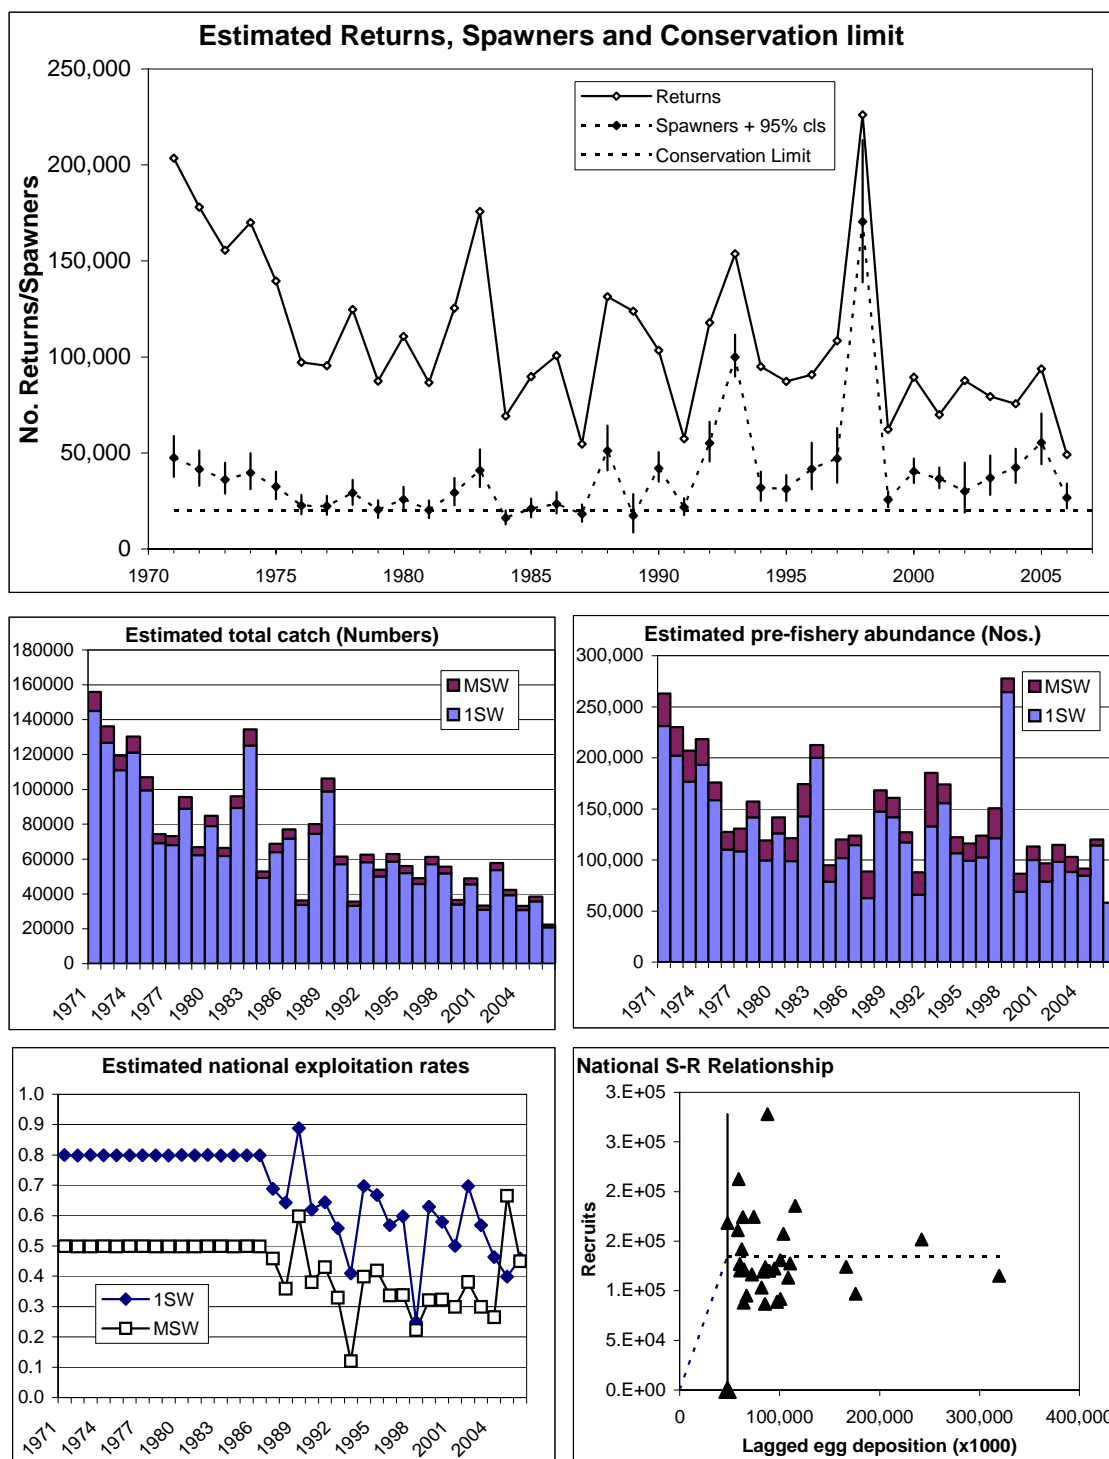 Estimated Returns, Spawners and Conservation limit
No. Returns/Spawners
250,000
200,000
150,000
100,000
50,000
0
Returns
Spawners + 95% cls
Conservation Limit
1970 1975 1980 1985 1990 1995 2000 2005
Estimated total catch (Numbers)
180000
160000
140000
120000
100000
80000
60000
40000
20000
0
MSW
1SW
1971 1974 1977 1980 1983 1986 1989 1992 1995 1998 2001 2004
Estimated pre-fishery abundance (Nos.)
300,000
250,000
200,000
150,000
100,000
50,000
0
MSW
1SW
1971 1974 1977 1980 1983 1986 1989 1992 1995 1998 2001 2004
Estimated national exploitation rates
1.0
0.9
0.8
0.7
0.6
0.5
0.4
0.3
0.2
0.1
0.0
1SW
MSW
1971 1974 1977 1980 1983 1986 1989 1992 1995 1998 2001 2004
National S-R Relationship
Recruits
3.E+05
3.E+05
2.E+05
2.E+05
1.E+05
5.E+04
0.E+00
0 100,000 200,000 300,000 400,000
Lagged egg deposition (x1000)